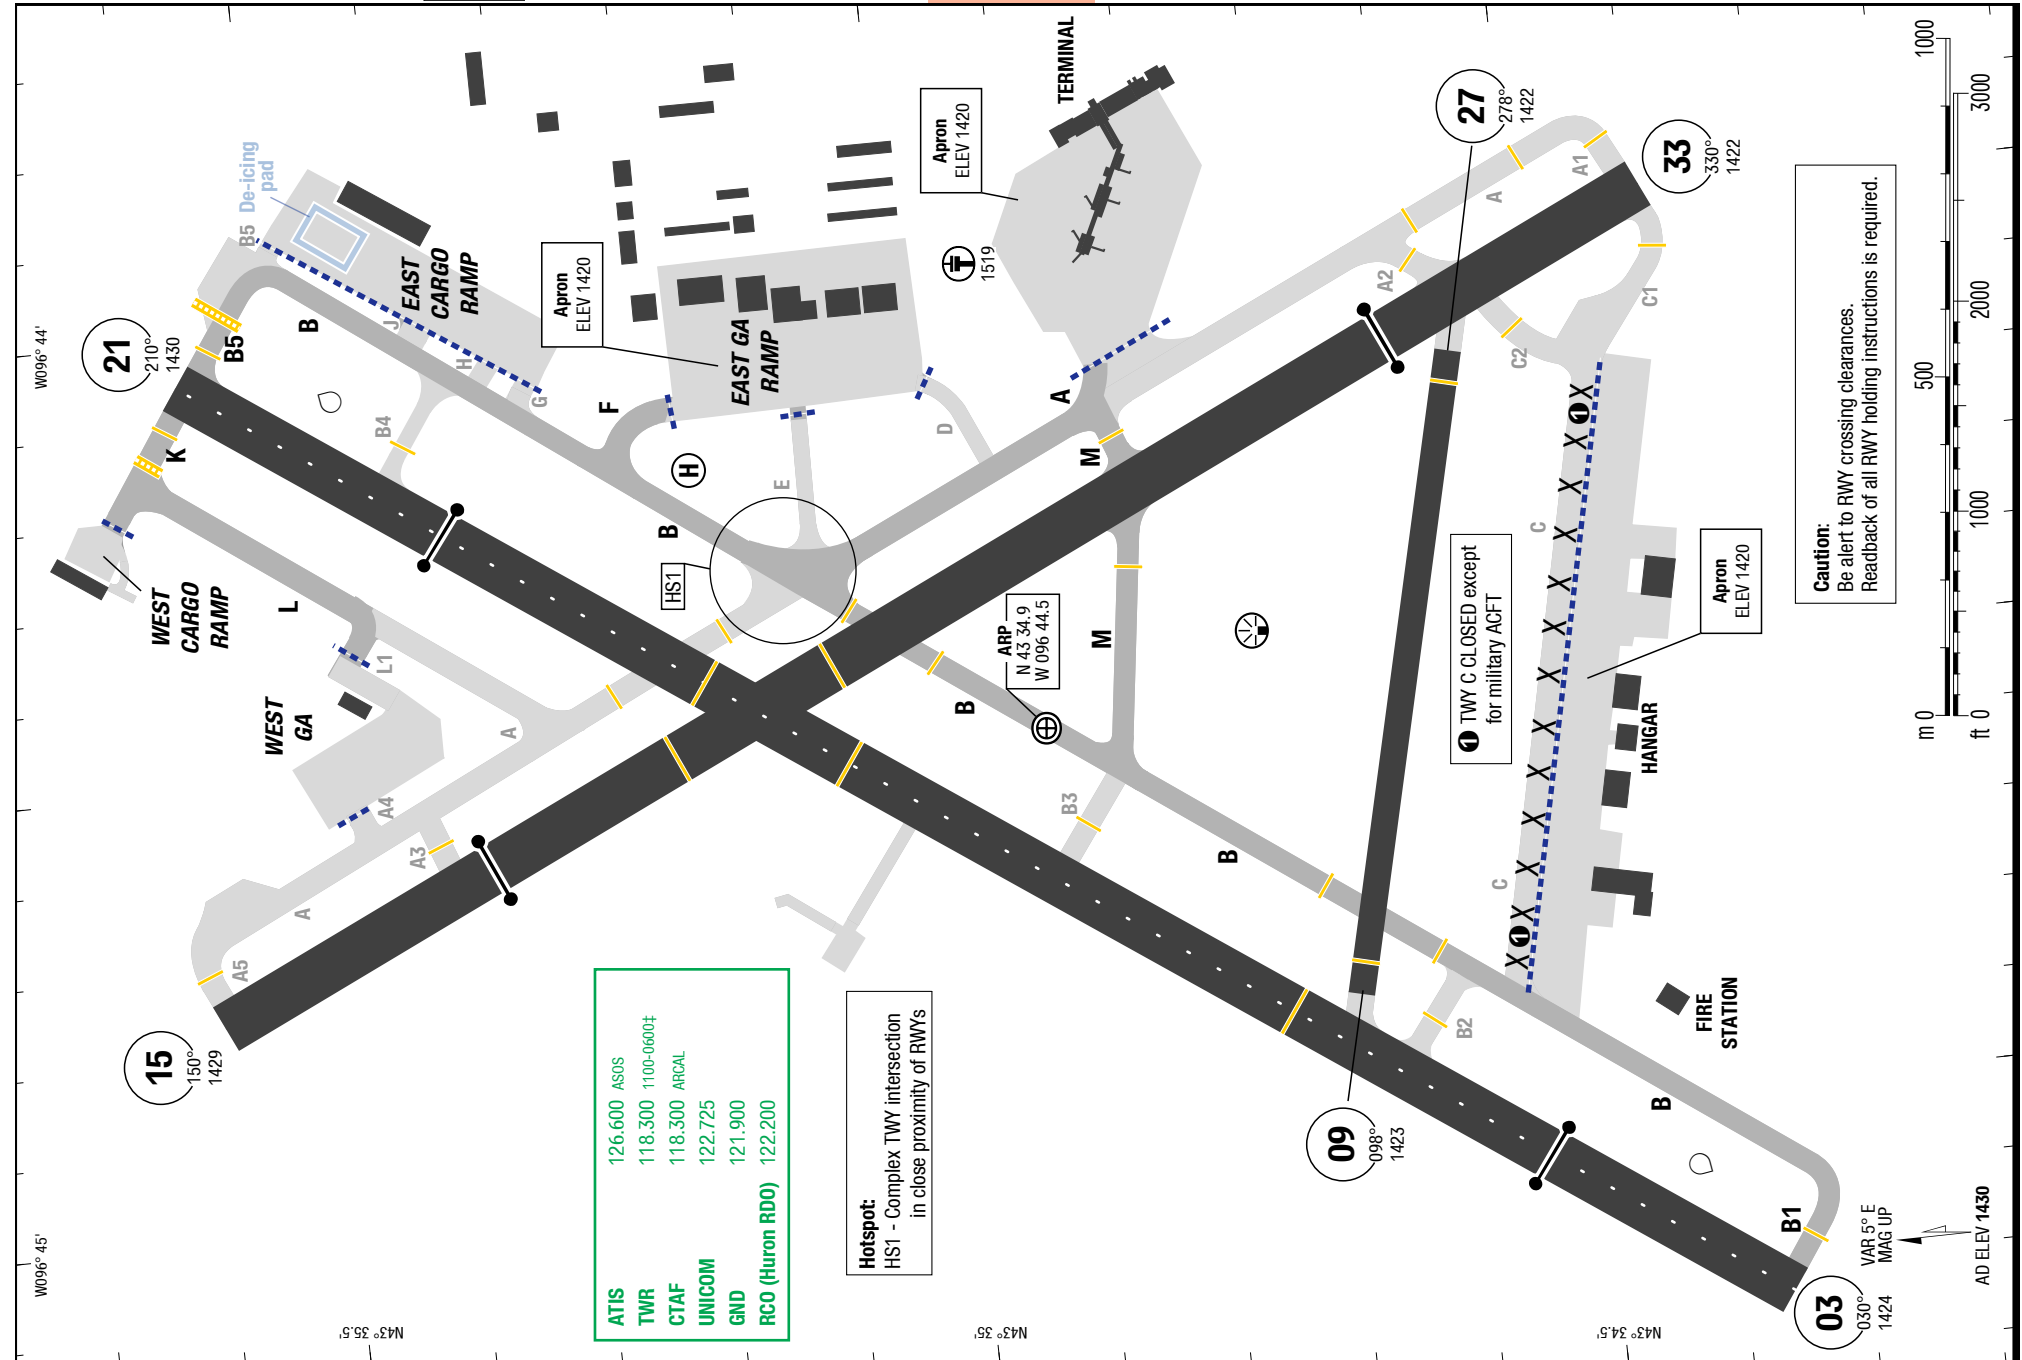 W096° 44'
W096° 45'
N43° 35.5'
N43° 35'
N43° 34.5'
21
210°
1430
15
150°
1429
27
278°
1422
33
330°
1422
09
098°
1423
03
030°
1424
B5 De-icing
pad
B5
B
J
H
G
B4
K
L
L1
A
A4
A3
A
A5
EAST
CARGO
RAMP
WEST
CARGO
RAMP
WEST
GA
Apron
ELEV 1420
EAST GA
RAMP
F
H
E
D
B
HS1
Apron
ELEV 1420
TERMINAL
1519
A
M
M
A
A1
A2
C1
C2
ARP
N 43 34.9
W 096 44.5
B
B3
B
B2
B
B1
C
C
1 TWY C CLOSED except
for military ACFT
1
1
X X X X X X X X X X X X X
Apron
ELEV 1420
HANGAR
FIRE
STATION
Caution:
Be alert to RWY crossing clearances.
Readback of all RWY holding instructions is required.
Hotspot:
HS1 - Complex TWY intersection
in close proximity of RWYs
ATIS 126.600 ASOS
TWR 118.300 1100-0600‡
CTAF 118.300 ARCAL
UNICOM 122.725
GND 121.900
RCO (Huron RDO) 122.200
m 0 500 1000
ft 0 1000 2000 3000
VAR 5° E
MAG UP
AD ELEV 1430